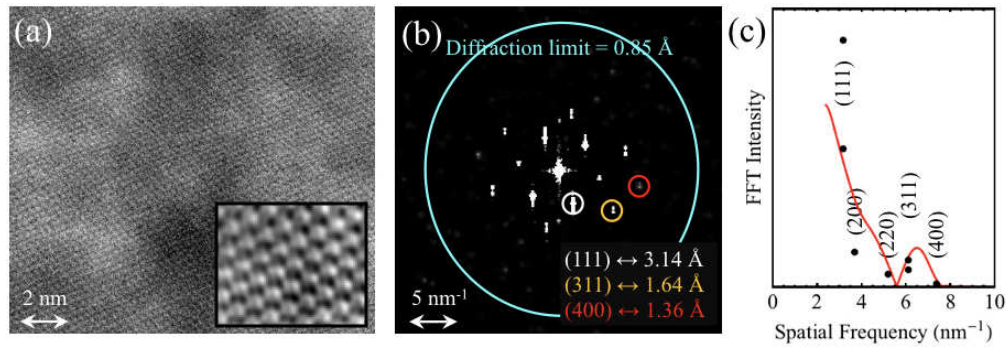 (a)
2 nm
(b)
Diffraction limit = 0.85 Å
(111) ↔ 3.14 Å
(311) ↔ 1.64 Å
(400) ↔ 1.36 Å
5 nm⁻¹
(c)
FFT Intensity
(111)
(200)
(220)
(311)
(400)
0 2 4 6 8 10
Spatial Frequency (nm⁻¹)